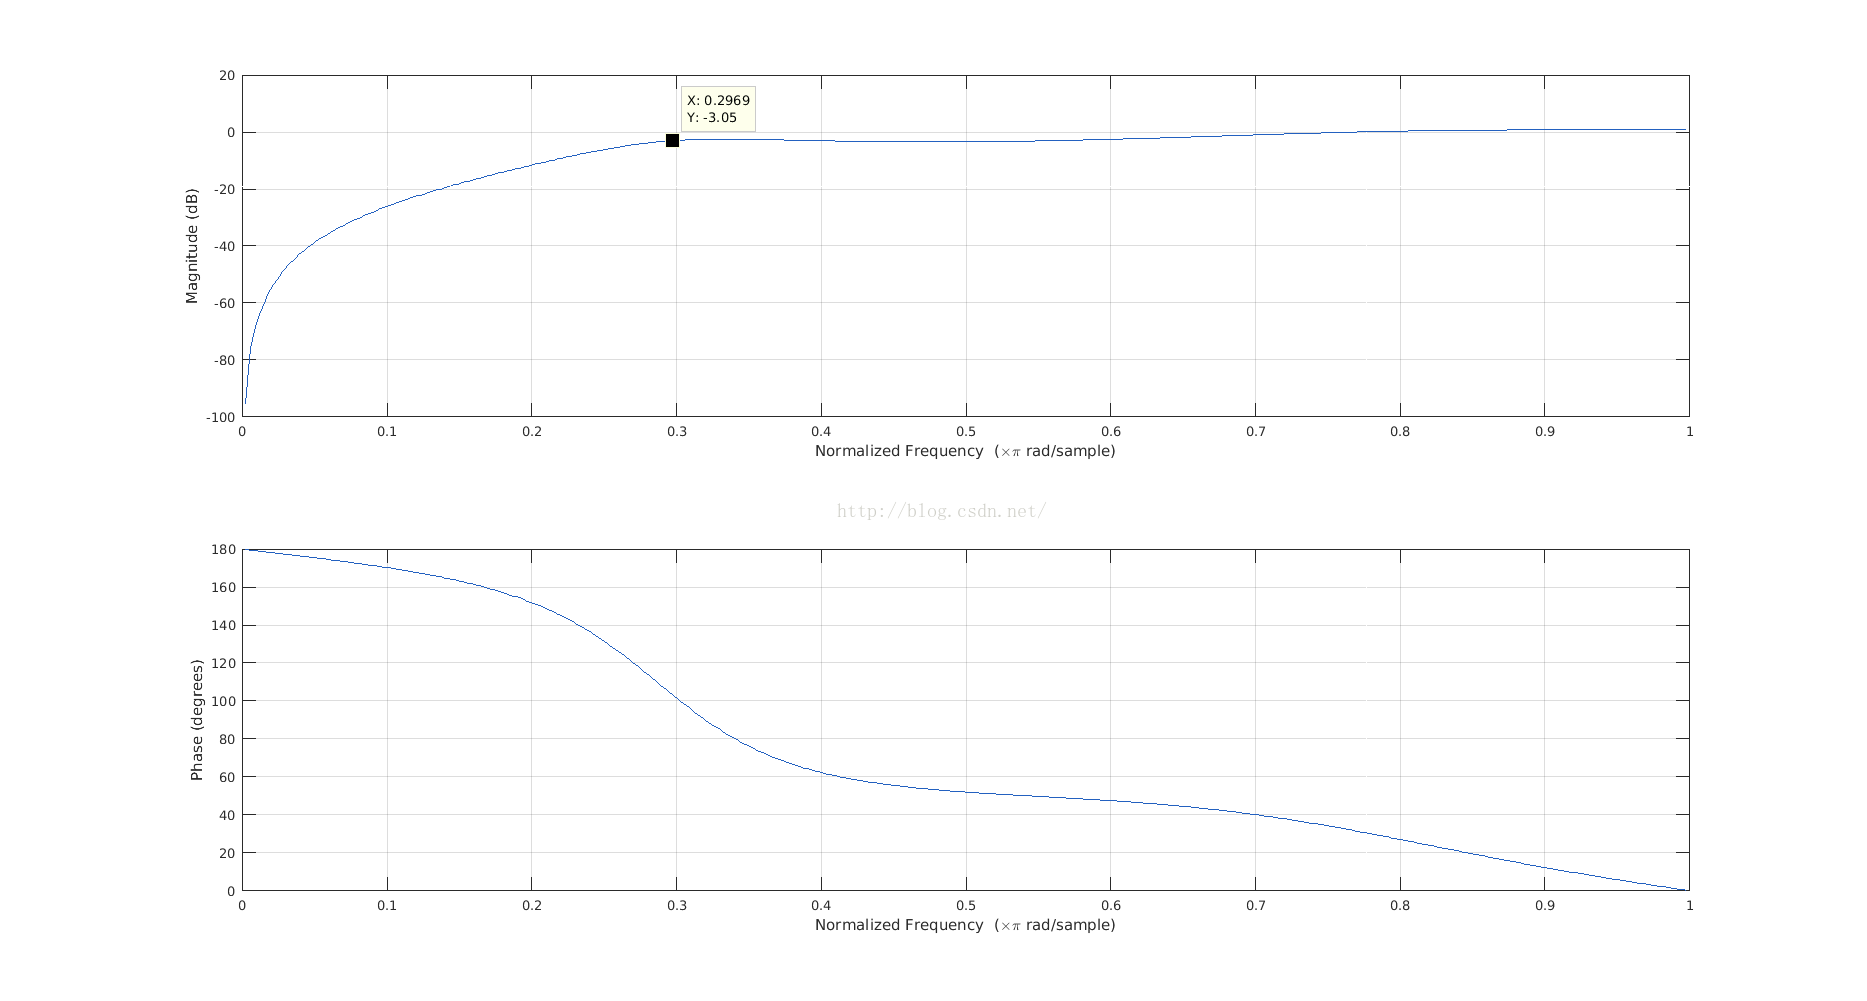 20
0
-20
-40
-60
-80
-100
Magnitude (dB)
X: 0.2969
Y: -3.05
0 0.1 0.2 0.3 0.4 0.5 0.6 0.7 0.8 0.9 1
Normalized Frequency (×π rad/sample)
http://blog.csdn.net/
180
160
140
120
100
80
60
40
20
0
Phase (degrees)
0 0.1 0.2 0.3 0.4 0.5 0.6 0.7 0.8 0.9 1
Normalized Frequency (×π rad/sample)